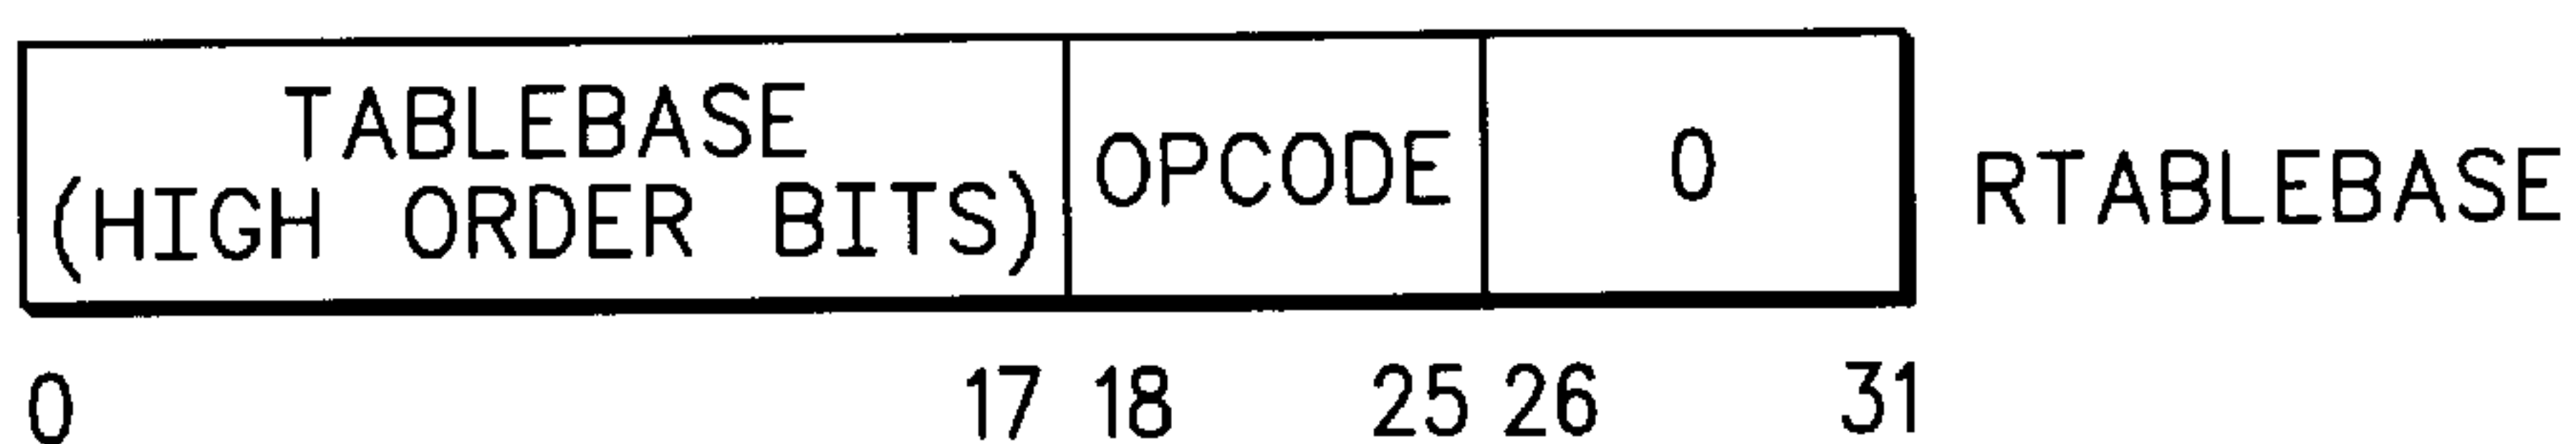 TABLEBASE
(HIGH ORDER BITS)
OPCODE
0
RTABLEBASE
0 17 18 25 26 31